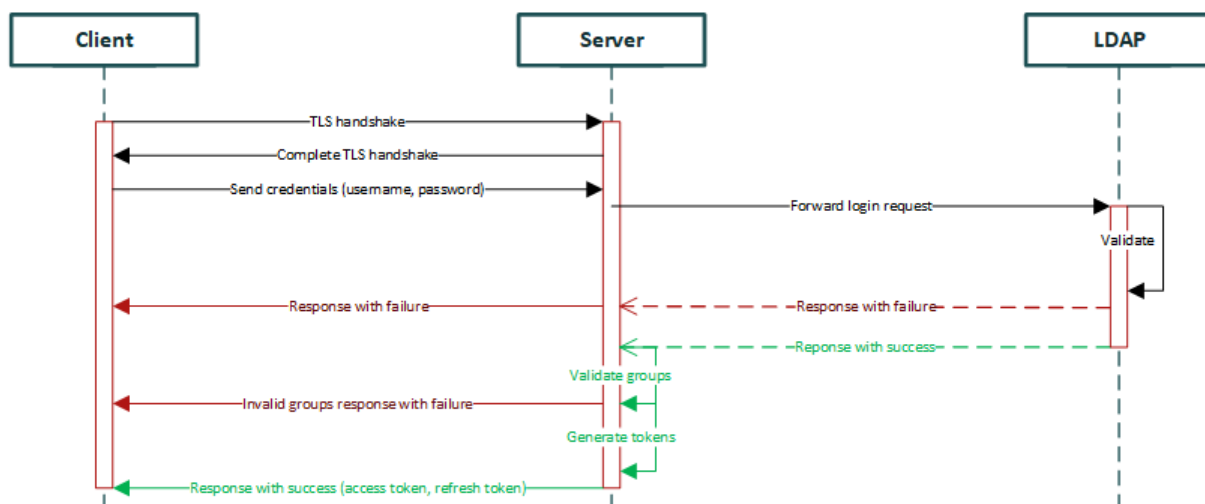 Client
Server
LDAP
TLS handshake
Complete TLS handshake
Send credentials (username, password)
Forward login request
Validate
Response with failure
Response with failure
Reponse with success
Validate groups
Invalid groups response with failure
Generate tokens
Response with success (access token, refresh token)